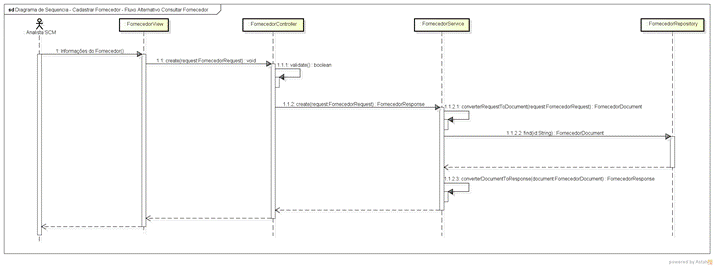 sd Diagrama de Sequencia - Cadastrar Fornecedor - Fluxo Alternativo Consultar Fornecedor
FornecedorView
FornecedorController
FornecedorService
FornecedorRepository
Analista SCM
1: Informações do Fornecedor()
1.1: create(request:FornecedorRequest) : void
1.1.1: validate() : boolean
1.1.2: create(request:FornecedorRequest) : FornecedorResponse
1.1.2.1: converterRequestToDocument(request:FornecedorRequest) : FornecedorDocument
1.1.2.2: find(id:String) : FornecedorDocument
1.1.2.3: converterDocumentToResponse(document:FornecedorDocument) : FornecedorResponse
powered by Astah